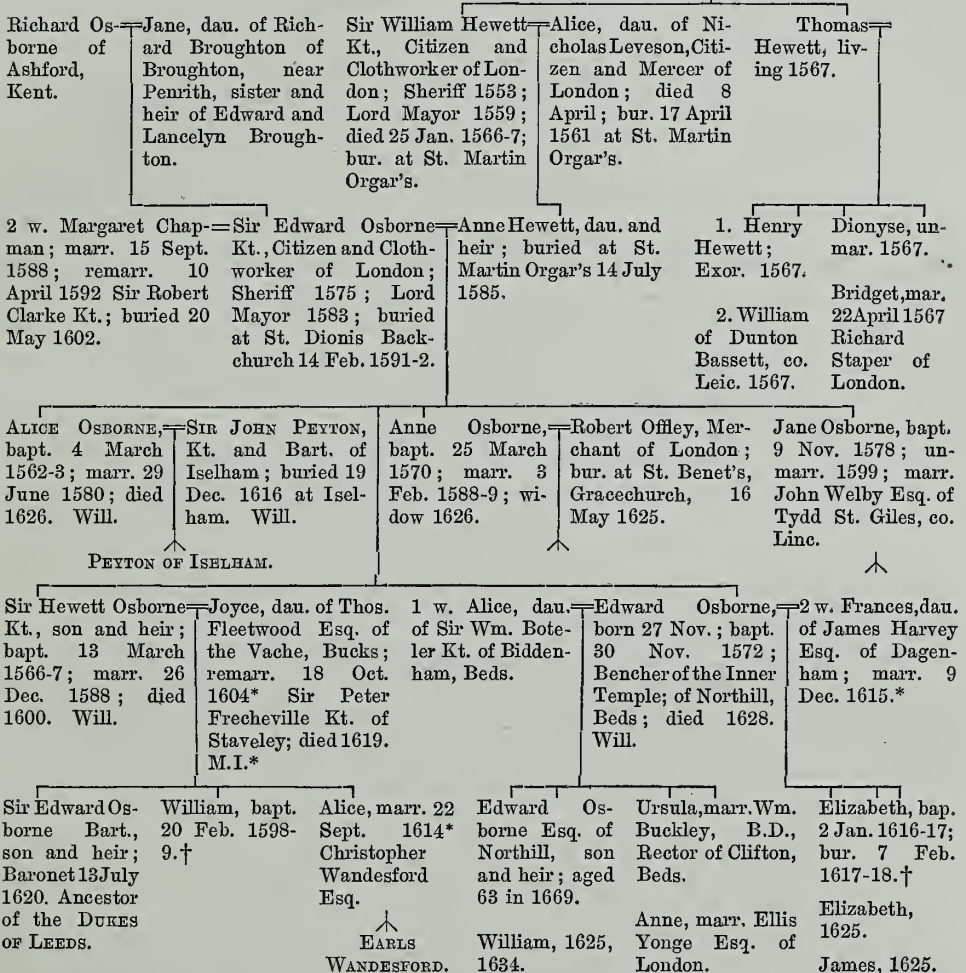 Richard Os-
borne of
Ashford,
Kent.
Jane, dau. of Rich-
ard Broughton of
Broughton, near
Penrith, sister and
heir of Edward and
Lancelyn Brough-
ton.
Sir William Hewett
Kt., Citizen and
Clothworker of Lon-
don; Sheriff 1553;
Lord Mayor 1559;
died 25 Jan. 1566-7;
bur. at St. Martin
Orgar's.
Alice, dau. of Ni-
cholas Leveson, Citi-
zen and Mercer of
London; died 8
April; bur. 17 April
1561 at St. Martin
Orgar's.
Thomas
Hewett, liv-
ing 1567.
2 w. Margaret Chap-
man; marr. 15 Sept.
1588; remarr. 10
April 1592 Sir Robert
Clarke Kt.; buried 20
May 1602.
Sir Edward Osborne
Kt., Citizen and Cloth-
worker of London;
Sheriff 1575; Lord
Mayor 1583; buried
at St. Dionis Back-
church 14 Feb. 1591-2.
Anne Hewett, dau. and
heir; buried at St.
Martin Orgar's 14 July
1585.
1. Henry
Hewett;
Exor. 1567.
2. William
of Dunton
Bassett, co.
Leic. 1567.
Dionyse, un-
mar. 1567.
Bridget, mar.
22 April 1567
Richard
Staper of
London.
ALICE OSBORNE,
bapt. 4 March
1562-3; marr. 29
June 1580; died
1626. Will.
SIR JOHN PEYTON,
Kt. and Bart. of
Iselham; buried 19
Dec. 1616 at Isel-
ham. Will.
PEYTON OF ISELHAM.
Anne Osborne,
bapt. 25 March
1570; marr. 3
Feb. 1588-9; wi-
dow 1626.
Robert Offley, Mer-
chant of London;
bur. at St. Benet's,
Gracechurch, 16
May 1625.
Jane Osborne, bapt.
9 Nov. 1578; un-
marr. 1599; marr.
John Welby Esq. of
Tydd St. Giles, co.
Linc.
Sir Hewett Osborne
Kt., son and heir;
bapt. 13 March
1566-7; marr. 26
Dec. 1588; died
1600. Will.
Joyce, dau. of Thos.
Fleetwood Esq. of
the Vache, Bucks;
remarr. 18 Oct.
1604* Sir Peter
Frecheville Kt. of
Staveley; died 1619.
M.I.*
1 w. Alice, dau.
of Sir Wm. Bote-
ler Kt. of Bidden-
ham, Beds.
Edward Osborne,
born 27 Nov.; bapt.
30 Nov. 1572;
Bencher of the Inner
Temple; of Northill,
Beds; died 1628.
Will.
2 w. Frances, dau.
of James Harvey
Esq. of Dagen-
ham; marr. 9
Dec. 1615.*
Sir Edward Os-
borne Bart.,
son and heir;
Baronet 13 July
1620. Ancestor
of the DUKES
OF LEEDS.
William, bapt.
20 Feb. 1598-
9.†
Alice, marr. 22
Sept. 1614*
Christopher
Wandesford
Esq.
EARLS
WANDESFORD.
Edward Os-
borne Esq. of
Northill, son
and heir; aged
63 in 1669.
William, 1625,
1634.
Ursula, marr. Wm.
Buckley, B.D.,
Rector of Clifton,
Beds.
Anne, marr. Ellis
Yonge Esq. of
London.
Elizabeth, bap.
2 Jan. 1616-17;
bur. 7 Feb.
1617-18.†
Elizabeth,
1625.
James, 1625.